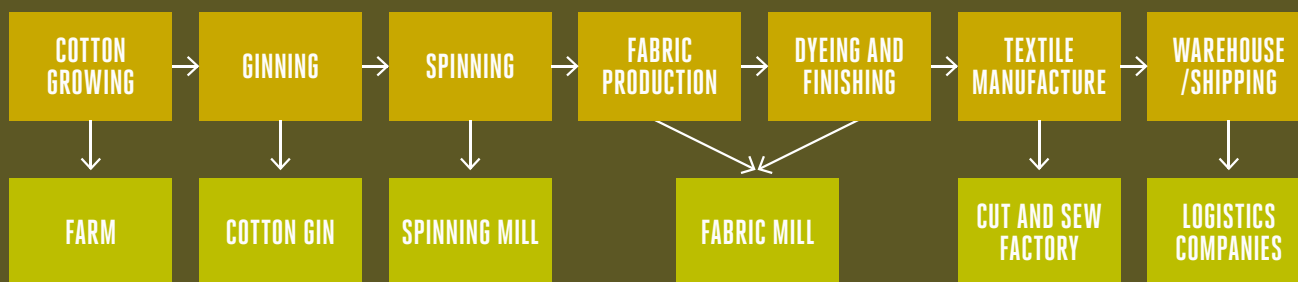 COTTON
GROWING
GINNING
SPINNING
FABRIC
PRODUCTION
DYEING AND
FINISHING
TEXTILE
MANUFACTURE
WAREHOUSE
/SHIPPING
FARM
COTTON GIN
SPINNING MILL
FABRIC MILL
CUT AND SEW
FACTORY
LOGISTICS
COMPANIES